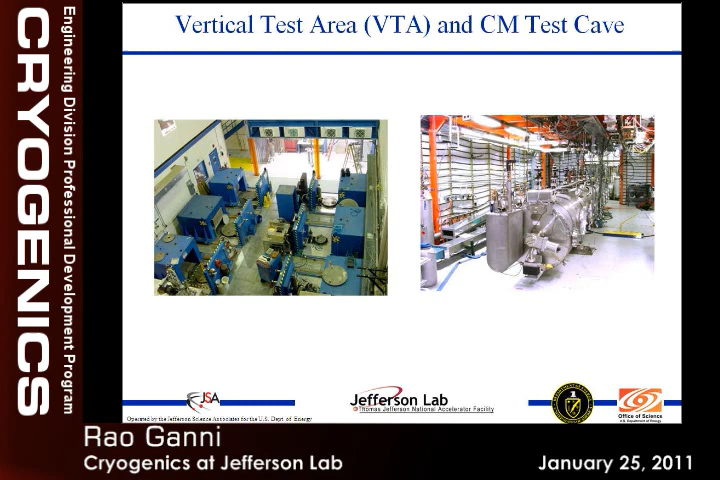 Vertical Test Area (VTA) and CM Test Cave
CRYOGENICS
Engineering Division Professional Development Program
JSA
Operated by the Jefferson Science Associates for the U.S. Dept. of Energy
Jefferson Lab
Thomas Jefferson National Accelerator Facility
Office of Science
U.S. Department of Energy
Rao Ganni
Cryogenics at Jefferson Lab
January 25, 2011